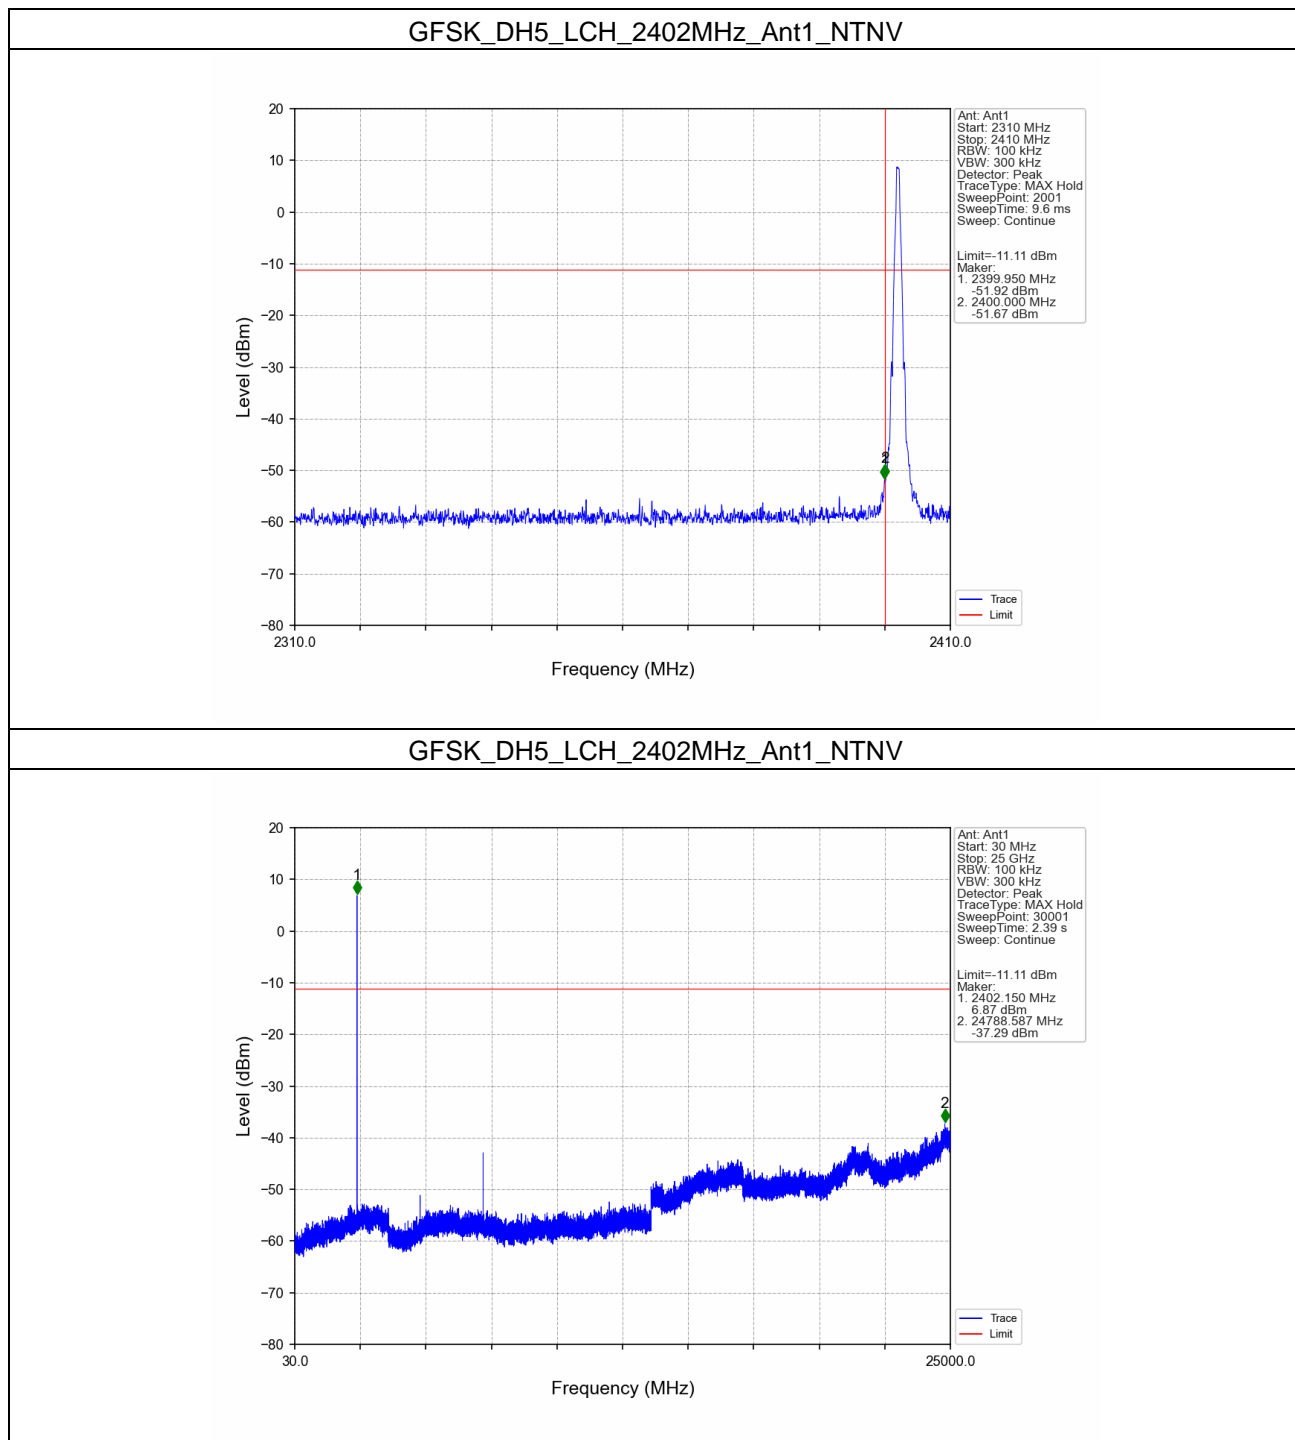 GFSK_DH5_LCH_2402MHz_Ant1_NTNV
20
10
0
−10
−20
−30
−40
−50
−60
−70
−80
Level (dBm)
2310.0
2410.0
Frequency (MHz)
2
Ant: Ant1
Start: 2310 MHz
Stop: 2410 MHz
RBW: 100 kHz
VBW: 300 kHz
Detector: Peak
TraceType: MAX Hold
SweepPoint: 2001
SweepTime: 9.6 ms
Sweep: Continue
Limit=-11.11 dBm
Maker:
1. 2399.950 MHz
-51.92 dBm
2. 2400.000 MHz
-51.67 dBm
Trace
Limit
GFSK_DH5_LCH_2402MHz_Ant1_NTNV
20
10
0
−10
−20
−30
−40
−50
−60
−70
−80
Level (dBm)
30.0
25000.0
Frequency (MHz)
1
2
Ant: Ant1
Start: 30 MHz
Stop: 25 GHz
RBW: 100 kHz
VBW: 300 kHz
Detector: Peak
TraceType: MAX Hold
SweepPoint: 30001
SweepTime: 2.39 s
Sweep: Continue
Limit=-11.11 dBm
Maker:
1. 2402.150 MHz
6.87 dBm
2. 24788.587 MHz
-37.29 dBm
Trace
Limit